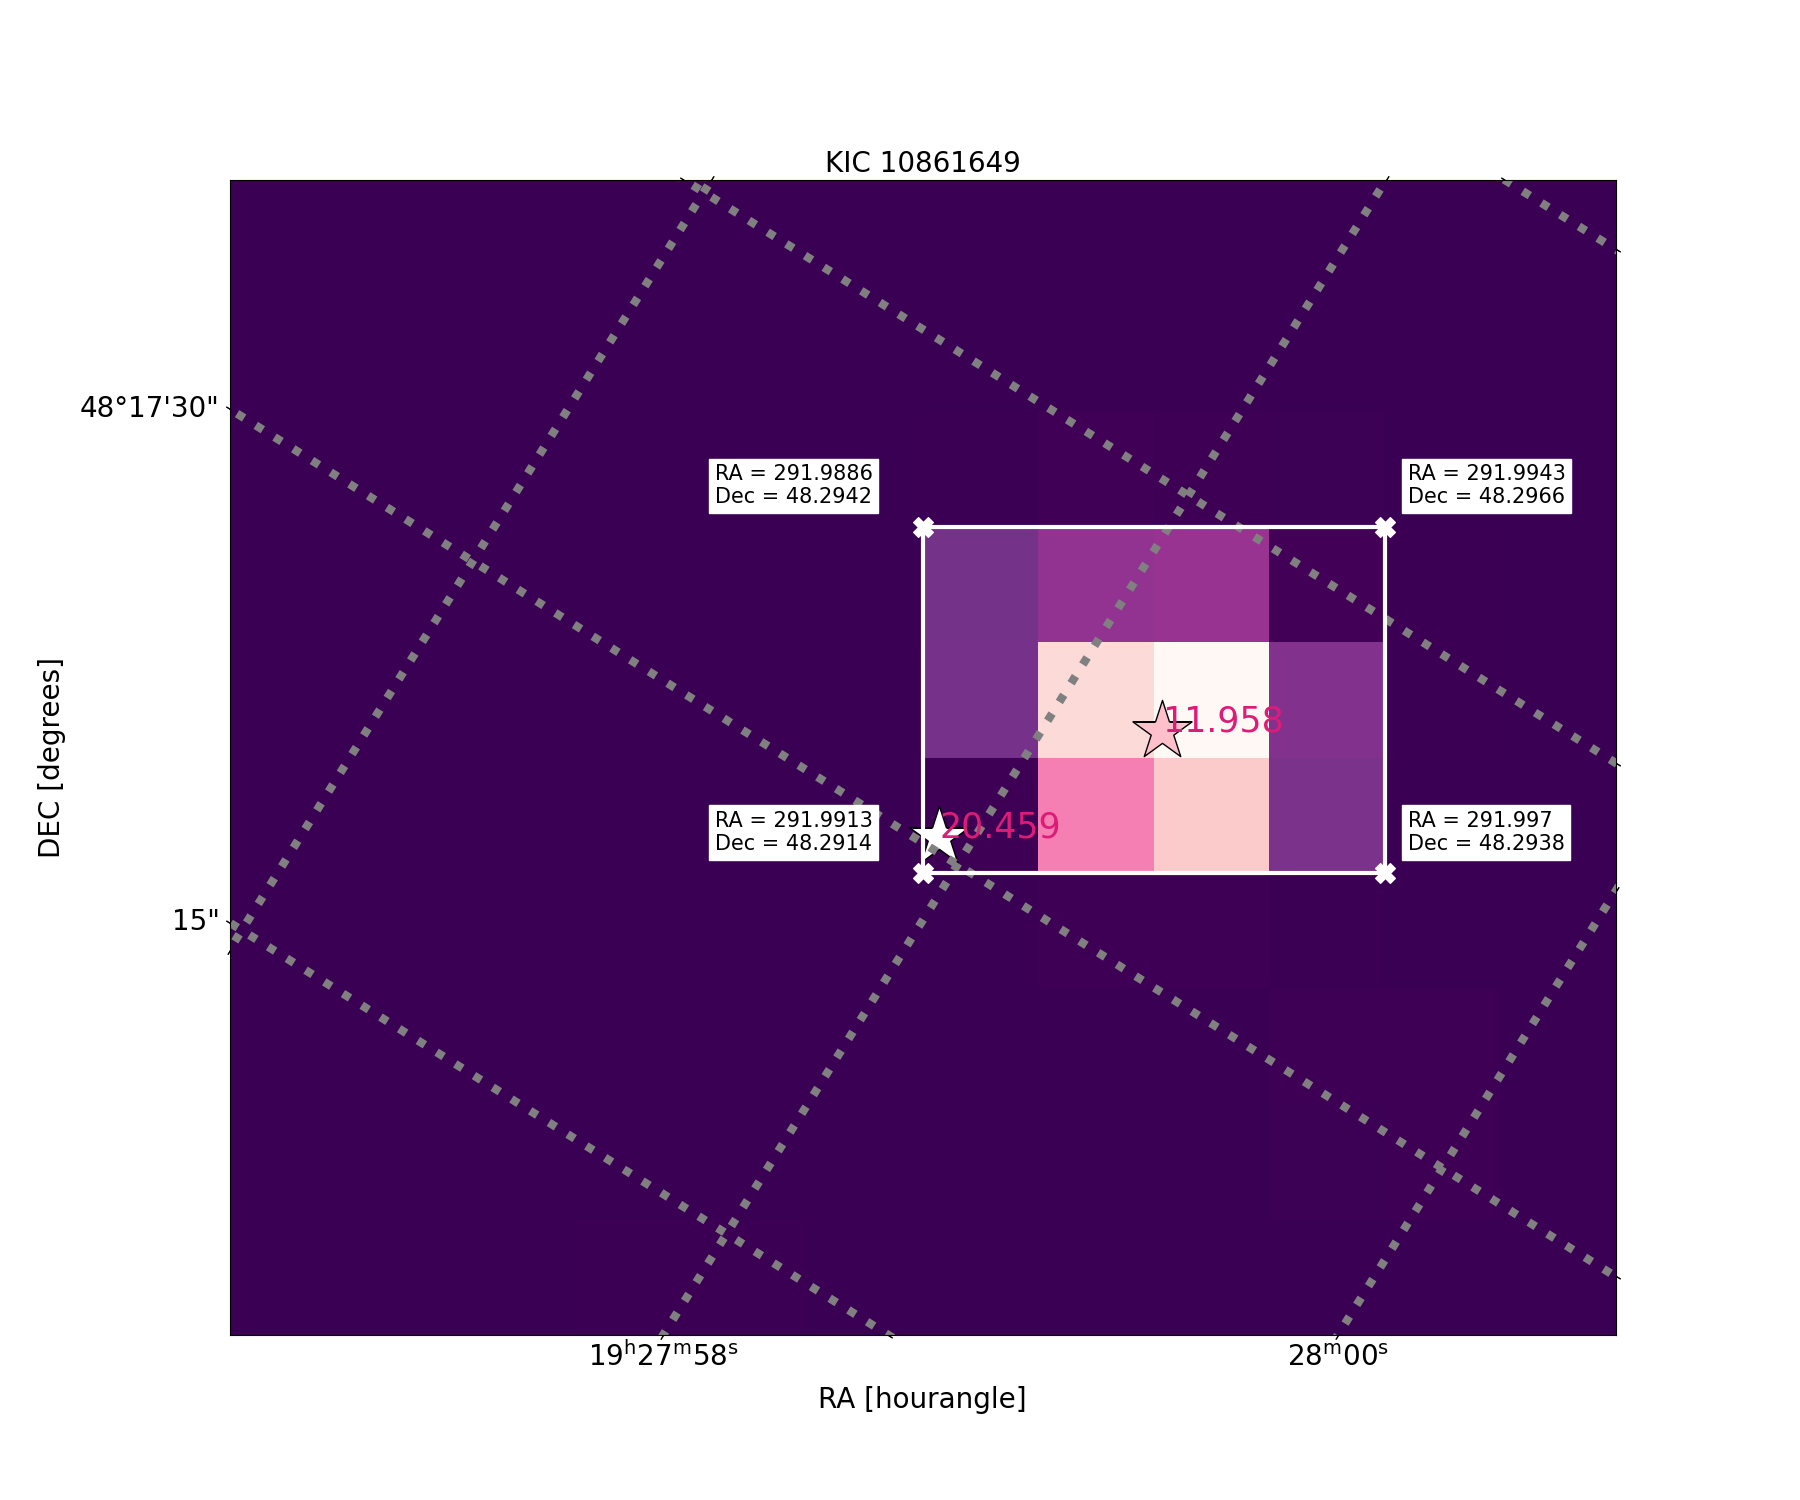 KIC 10861649
48°17'30"
RA = 291.9886
Dec = 48.2942
RA = 291.9943
Dec = 48.2966
11.958
DEC [degrees]
RA = 291.9913
Dec = 48.2914
20.459
RA = 291.997
Dec = 48.2938
15"
19ʰ27ᵐ58ˢ
28ᵐ00ˢ
RA [hourangle]